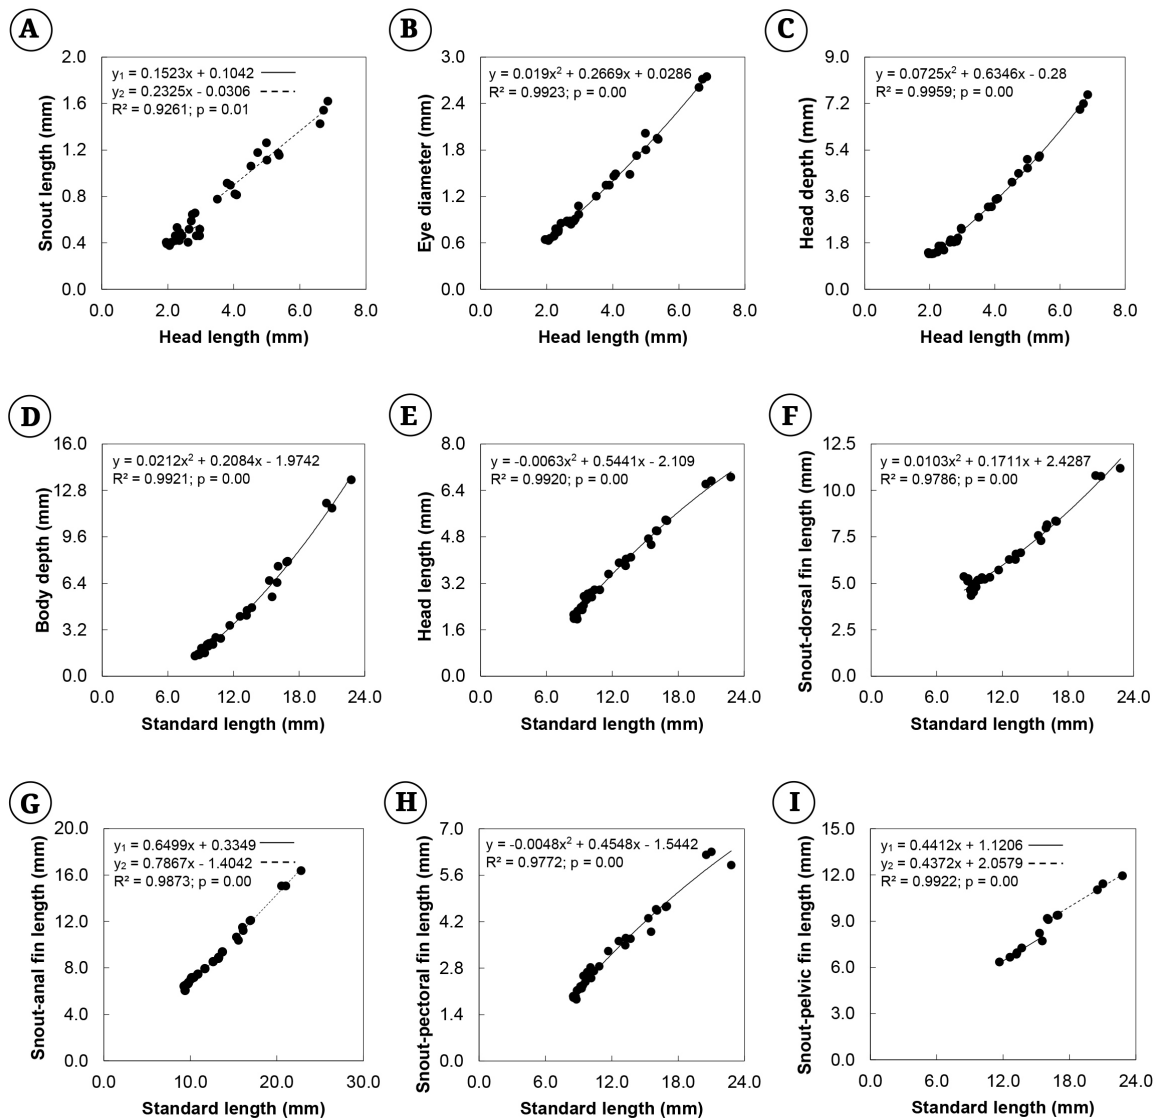 A
y₁ = 0.1523x + 0.1042
y₂ = 0.2325x - 0.0306
R² = 0.9261; p = 0.01
2.0
1.6
1.2
0.8
0.4
0.0
Snout length (mm)
0.0 2.0 4.0 6.0 8.0
Head length (mm)
B
y = 0.019x² + 0.2669x + 0.0286
R² = 0.9923; p = 0.00
3.0
2.4
1.8
1.2
0.6
0.0
Eye diameter (mm)
0.0 2.0 4.0 6.0 8.0
Head length (mm)
C
y = 0.0725x² + 0.6346x - 0.28
R² = 0.9959; p = 0.00
9.0
7.2
5.4
3.6
1.8
0.0
Head depth (mm)
0.0 2.0 4.0 6.0 8.0
Head length (mm)
D
y = 0.0212x² + 0.2084x - 1.9742
R² = 0.9921; p = 0.00
16.0
12.8
9.6
6.4
3.2
0.0
Body depth (mm)
0.0 6.0 12.0 18.0 24.0
Standard length (mm)
E
y = -0.0063x² + 0.5441x - 2.109
R² = 0.9920; p = 0.00
8.0
6.4
4.8
3.2
1.6
0.0
Head length (mm)
0.0 6.0 12.0 18.0 24.0
Standard length (mm)
F
y = 0.0103x² + 0.1711x + 2.4287
R² = 0.9786; p = 0.00
12.5
10.0
7.5
5.0
2.5
0.0
Snout-dorsal fin length (mm)
0.0 6.0 12.0 18.0 24.0
Standard length (mm)
G
y₁ = 0.6499x + 0.3349
y₂ = 0.7867x - 1.4042
R² = 0.9873; p = 0.00
20.0
16.0
12.0
8.0
4.0
0.0
Snout-anal fin length (mm)
0.0 10.0 20.0 30.0
Standard length (mm)
H
y = -0.0048x² + 0.4548x - 1.5442
R² = 0.9772; p = 0.00
7.0
5.6
4.2
2.8
1.4
0.0
Snout-pectoral fin length (mm)
0.0 6.0 12.0 18.0 24.0
Standard length (mm)
I
y₁ = 0.4412x + 1.1206
y₂ = 0.4372x + 2.0579
R² = 0.9922; p = 0.00
15.0
12.0
9.0
6.0
3.0
0.0
Snout-pelvic fin length (mm)
0.0 6.0 12.0 18.0 24.0
Standard length (mm)